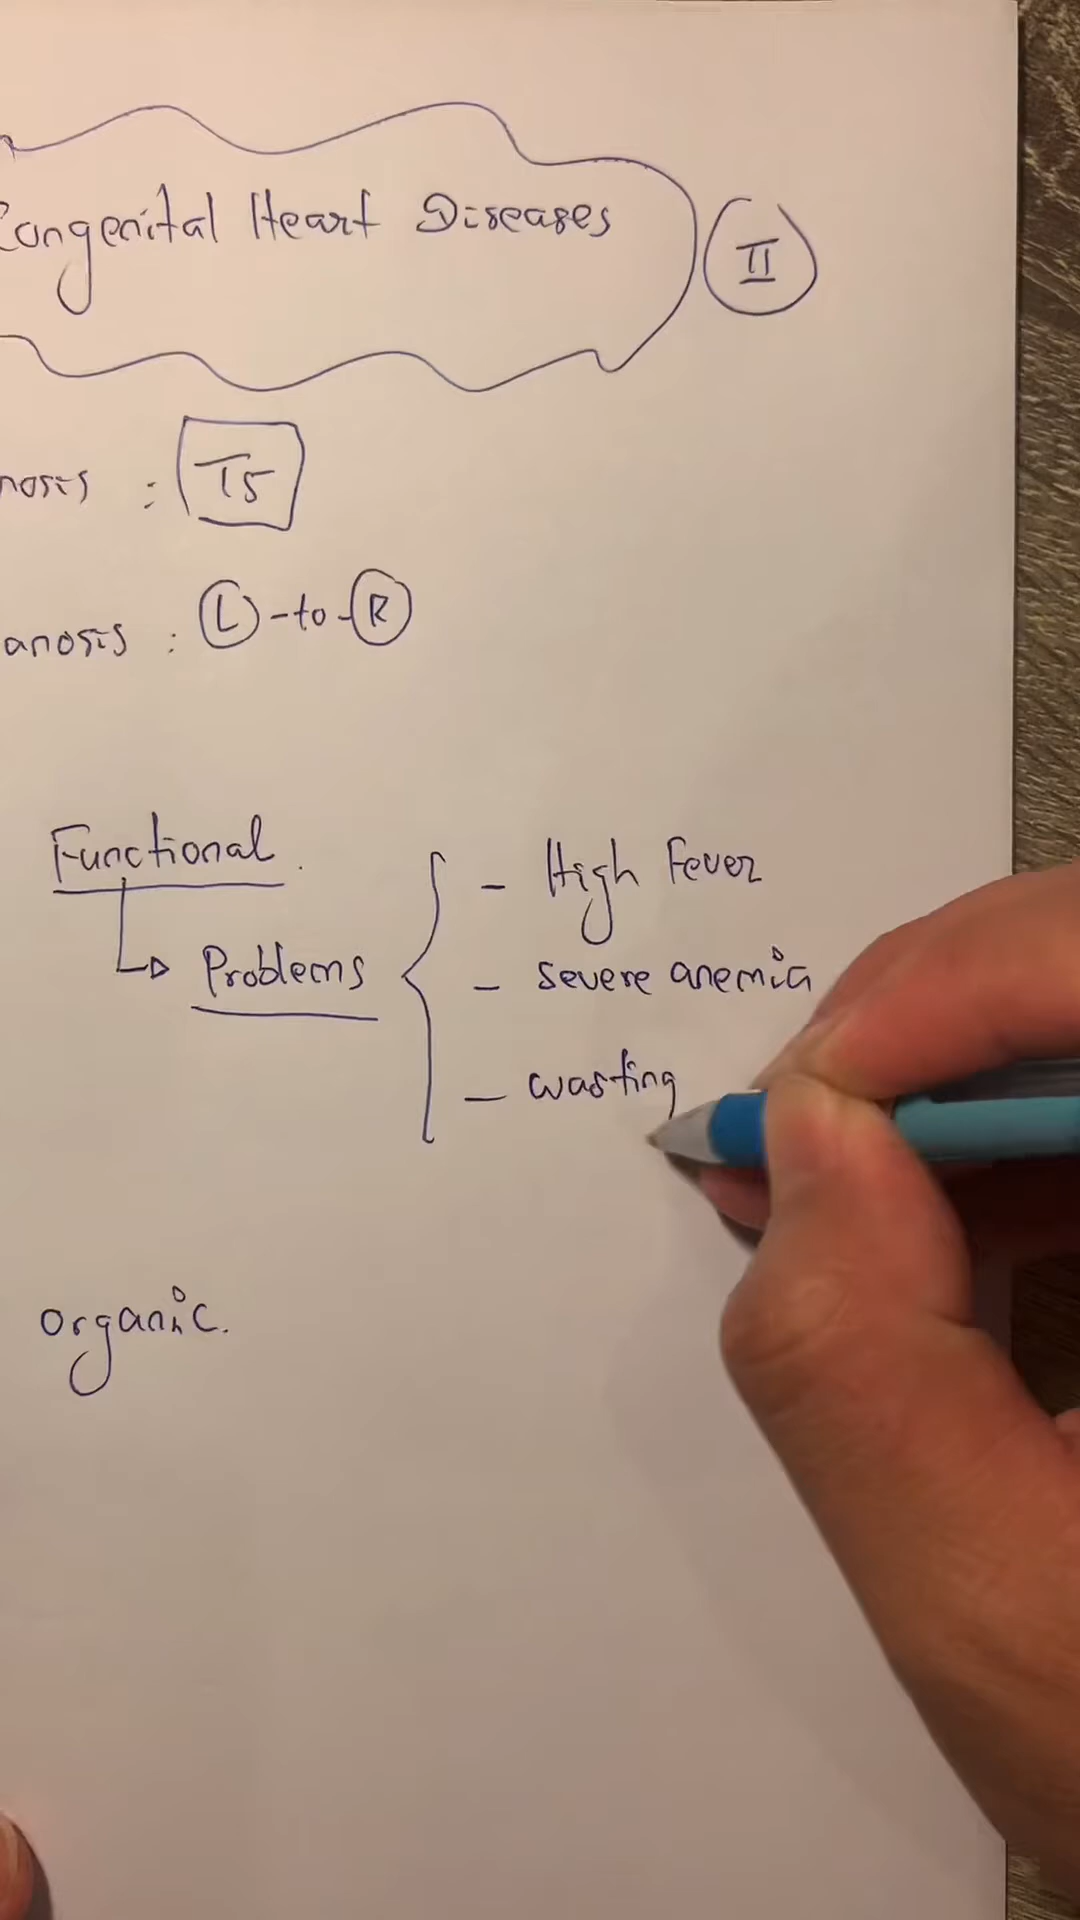 Congenital Heart Diseases II
nosis : T5
anosis : L-to-R
Functional.
Problems
- High Fever
- severe anemia
- wasting
organic.